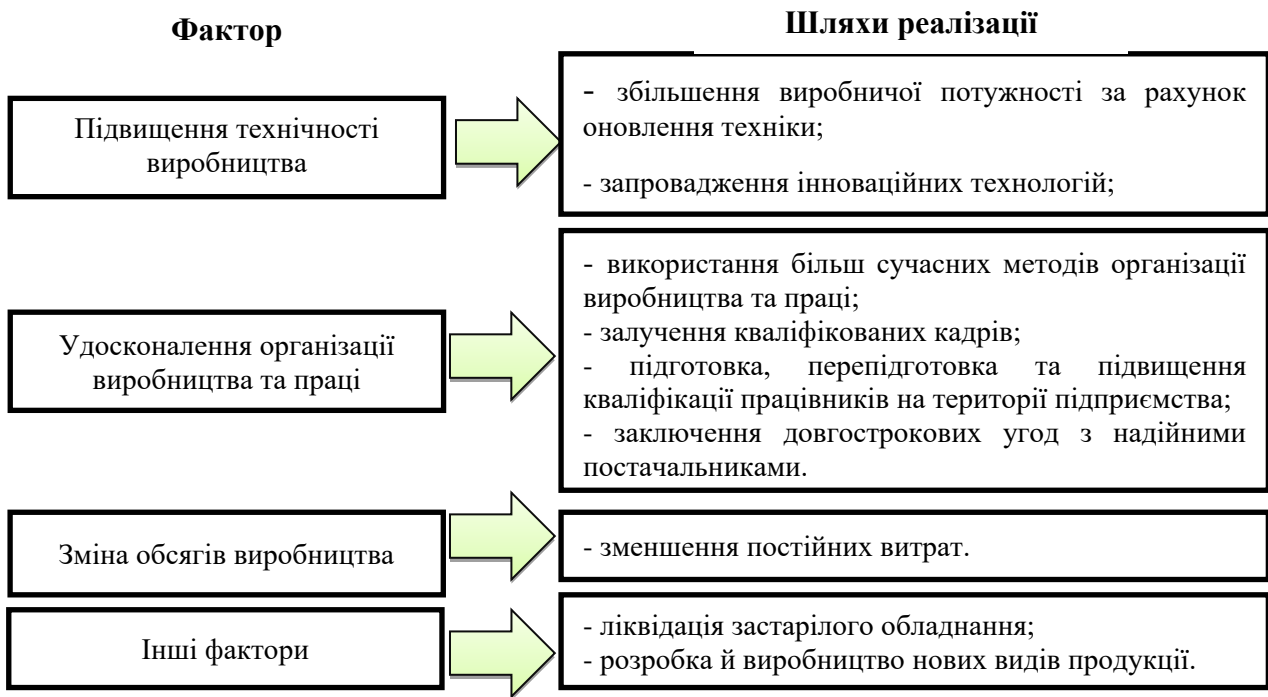 Фактор
Шляхи реалізації
Підвищення технічності
виробництва
- збільшення виробничої потужності за рахунок
оновлення техніки;
- запровадження інноваційних технологій;
Удосконалення організації
виробництва та праці
- використання більш сучасних методів організації
виробництва та праці;
- залучення кваліфікованих кадрів;
- підготовка, перепідготовка та підвищення
кваліфікації працівників на території підприємства;
- заключення довгострокових угод з надійними
постачальниками.
Зміна обсягів виробництва
- зменшення постійних витрат.
Інші фактори
- ліквідація застарілого обладнання;
- розробка й виробництво нових видів продукції.